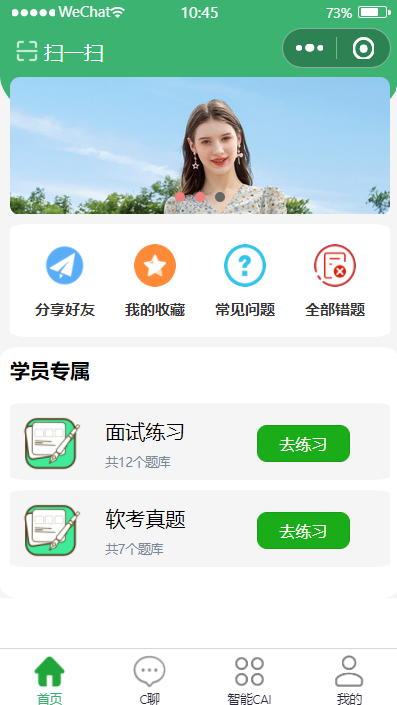 WeChat 10:45 73%
扫一扫
分享好友 我的收藏 常见问题 全部错题
学员专属
面试练习
共12个题库
去练习
软考真题
共7个题库
去练习
首页 C聊 智能CAI 我的